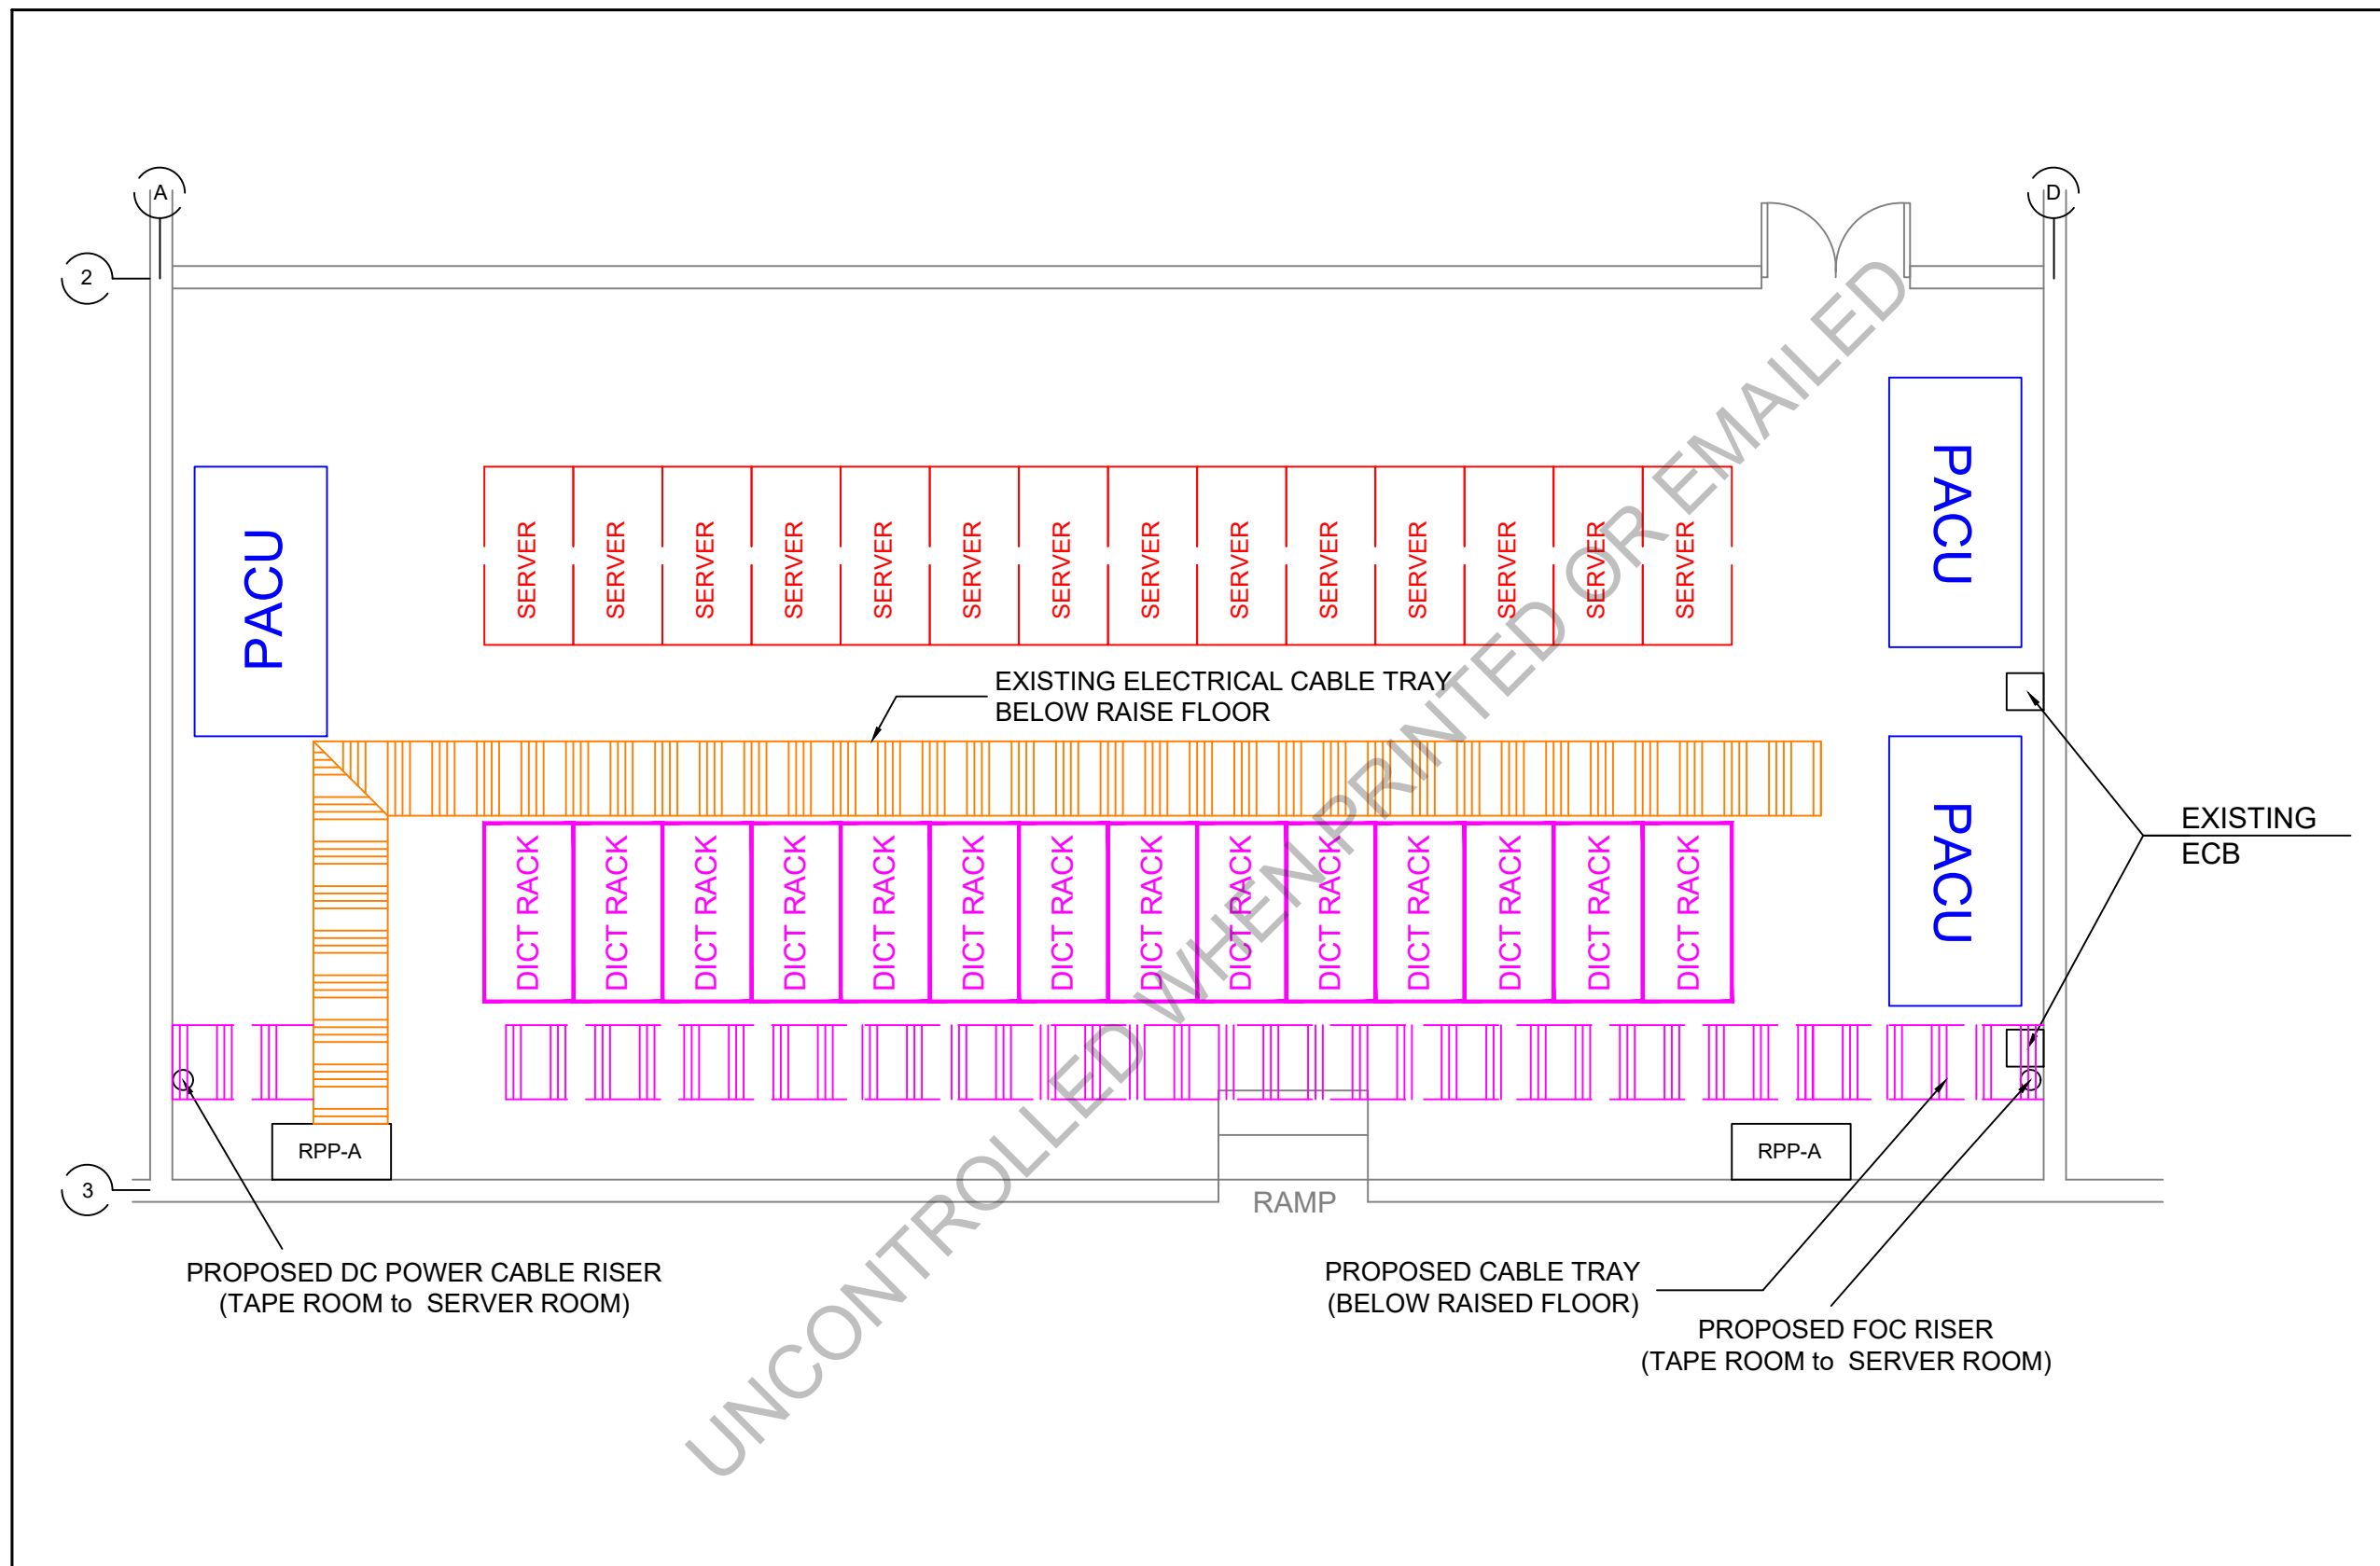 A
D
2
PACU
PACU
SERVER
SERVER
SERVER
SERVER
SERVER
SERVER
SERVER
SERVER
SERVER
SERVER
SERVER
SERVER
SERVER
SERVER
EXISTING ELECTRICAL CABLE TRAY
BELOW RAISE FLOOR
DICT RACK
DICT RACK
DICT RACK
DICT RACK
DICT RACK
DICT RACK
DICT RACK
DICT RACK
DICT RACK
DICT RACK
DICT RACK
DICT RACK
DICT RACK
DICT RACK
PACU
EXISTING
ECB
RPP-A
RPP-A
3
RAMP
PROPOSED DC POWER CABLE RISER
(TAPE ROOM to SERVER ROOM)
PROPOSED CABLE TRAY
(BELOW RAISED FLOOR)
PROPOSED FOC RISER
(TAPE ROOM to SERVER ROOM)
UNCONTROLLED WHEN PRINTED OR EMAILED